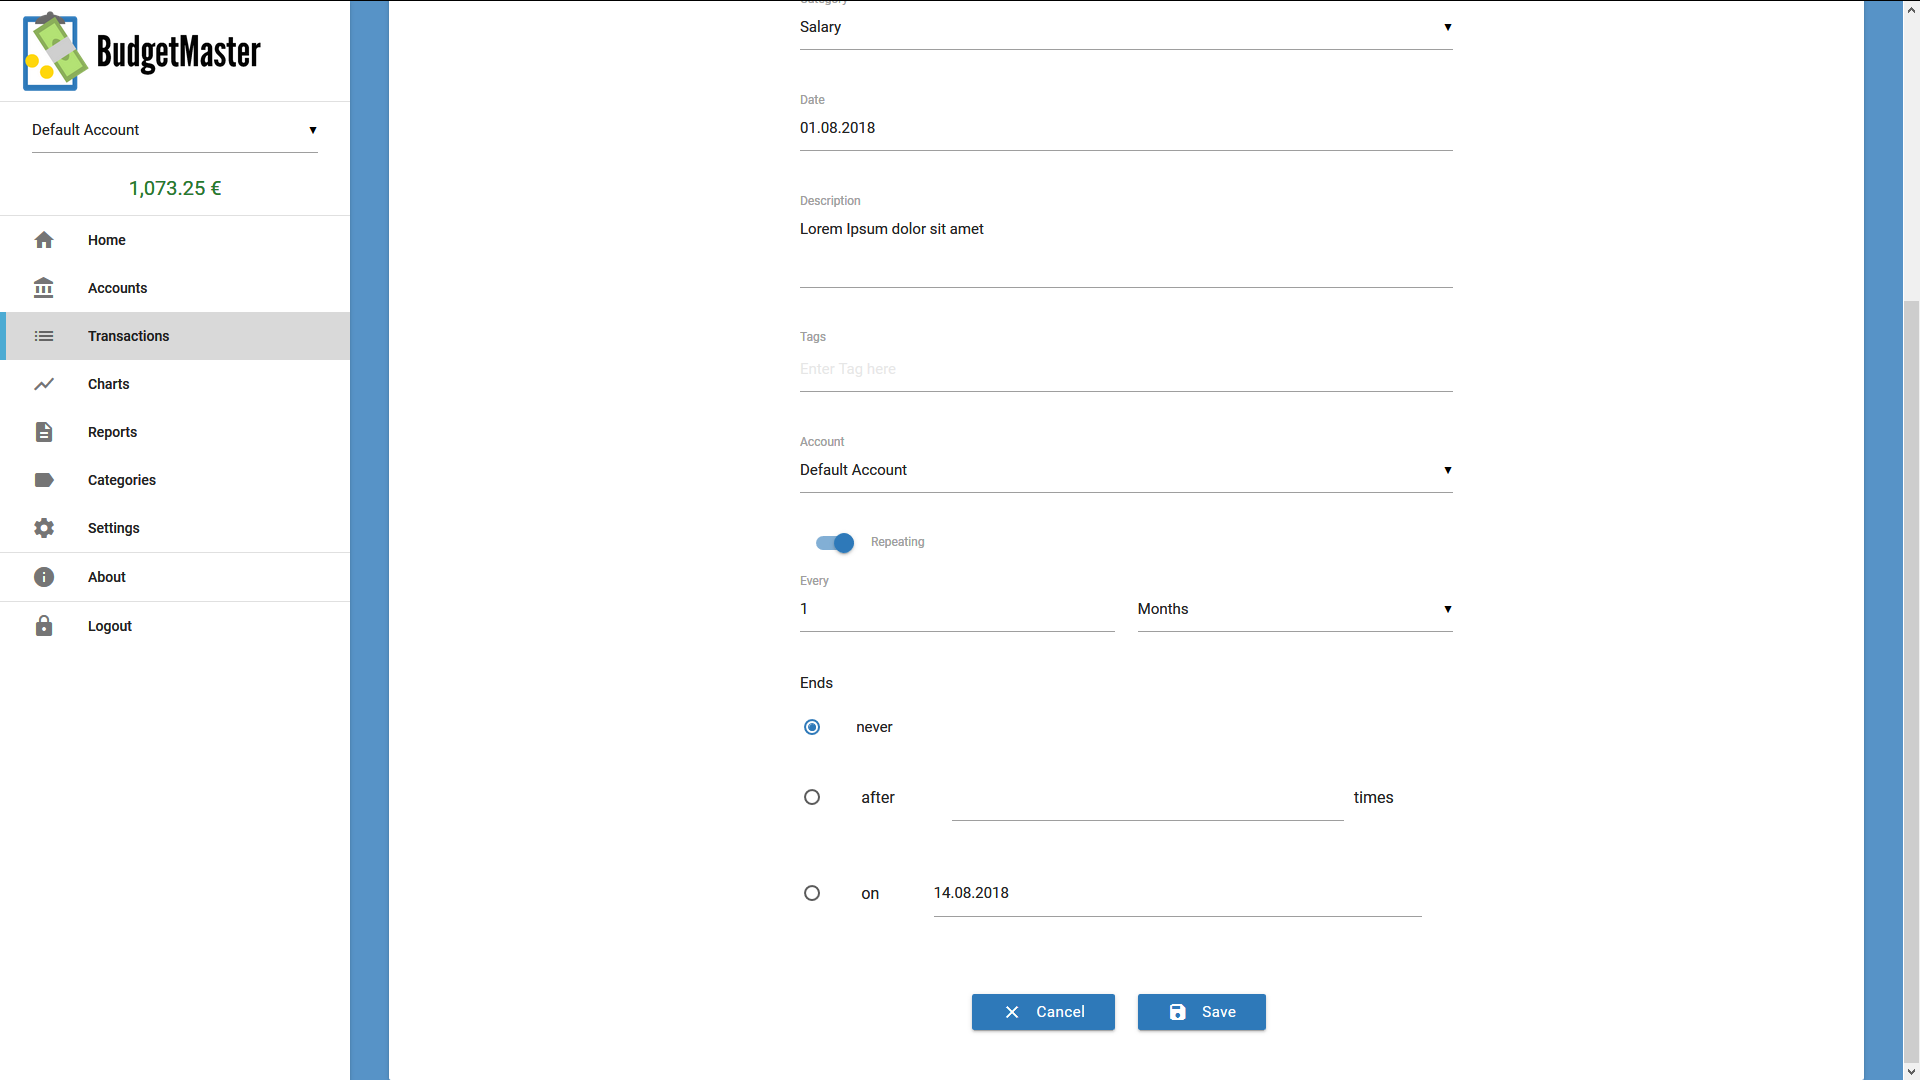 BudgetMaster
Default Account
1,073.25 €
Home
Accounts
Transactions
Charts
Reports
Categories
Settings
About
Logout
Category
Salary
Date
01.08.2018
Description
Lorem Ipsum dolor sit amet
Tags
Enter Tag here
Account
Default Account
Repeating
Every
1 Months
Ends
never
after times
on 14.08.2018
Cancel Save